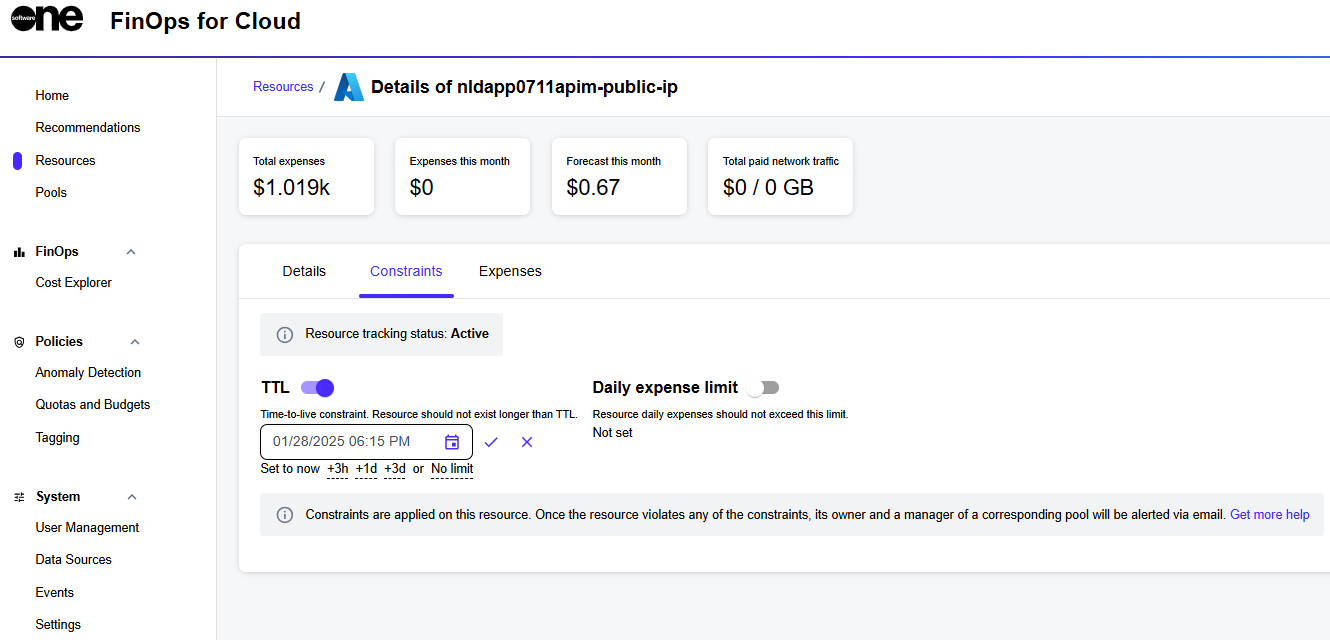 software one FinOps for Cloud
Home
Recommendations
Resources
Pools
FinOps
Cost Explorer
Policies
Anomaly Detection
Quotas and Budgets
Tagging
System
User Management
Data Sources
Events
Settings
Resources / Details of nldapp0711apim-public-ip
Total expenses
$1.019k
Expenses this month
$0
Forecast this month
$0.67
Total paid network traffic
$0 / 0 GB
Details Constraints Expenses
Resource tracking status: Active
TTL
Time-to-live constraint. Resource should not exist longer than TTL.
01/28/2025 06:15 PM
Set to now +3h +1d +3d or No limit
Daily expense limit
Resource daily expenses should not exceed this limit.
Not set
Constraints are applied on this resource. Once the resource violates any of the constraints, its owner and a manager of a corresponding pool will be alerted via email. Get more help